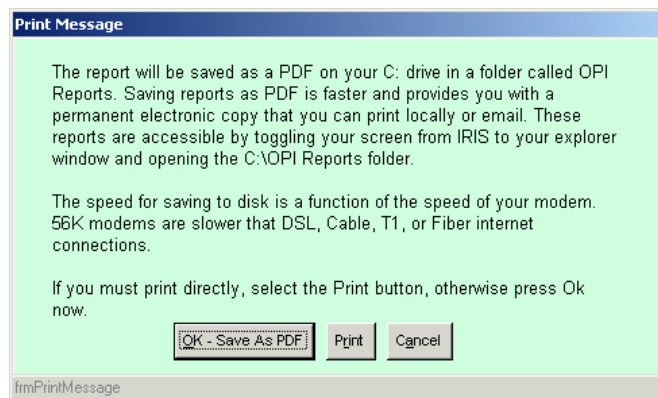 Print Message
The report will be saved as a PDF on your C: drive in a folder called OPI
Reports. Saving reports as PDF is faster and provides you with a
permanent electronic copy that you can print locally or email. These
reports are accessible by toggling your screen from IRIS to your explorer
window and opening the C:\OPI Reports folder.
The speed for saving to disk is a function of the speed of your modem.
56K modems are slower that DSL, Cable, T1, or Fiber internet
connections.
If you must print directly, select the Print button, otherwise press Ok
now.
OK - Save As PDF Print Cancel
frmPrintMessage